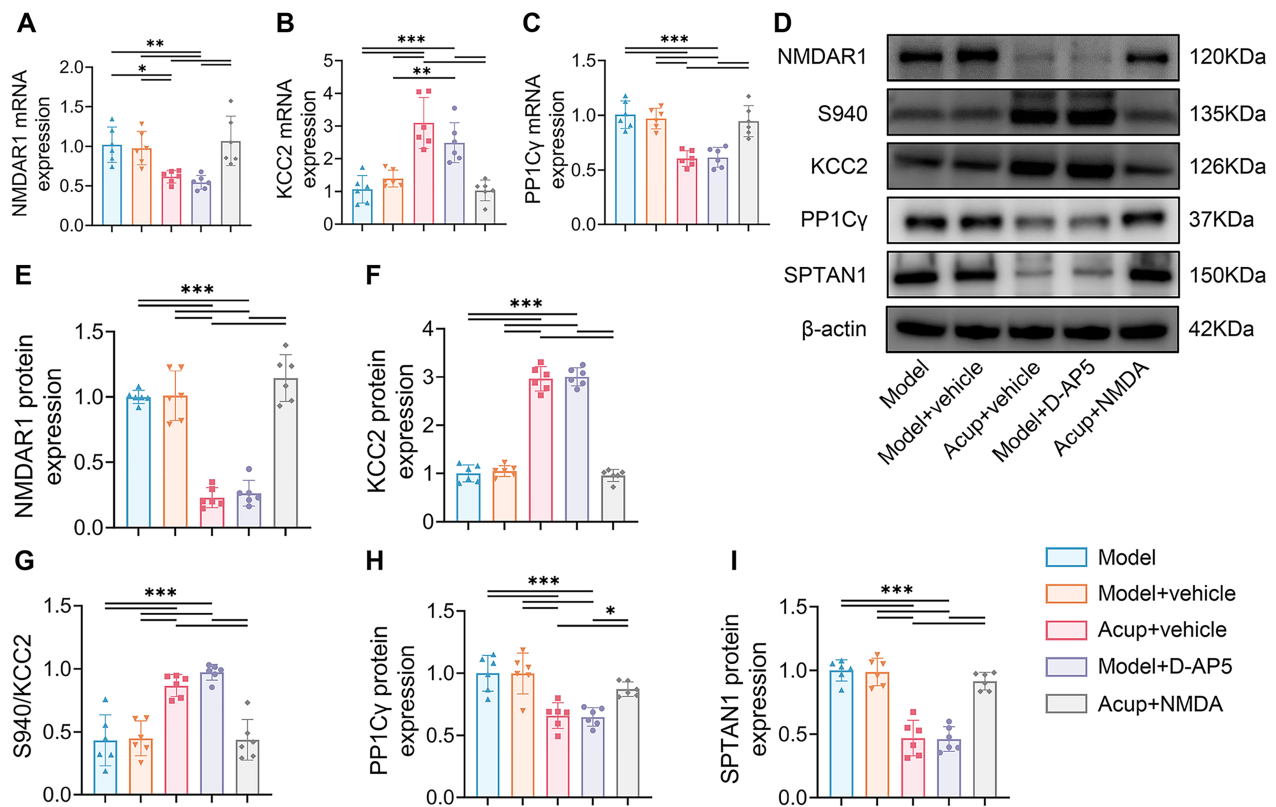 A
NMDAR1 mRNA
expression
2.0
1.5
1.0
0.5
0.0
**
*
B
KCC2 mRNA
expression
5
4
3
2
1
0
***
**
C
PP1Cγ mRNA
expression
1.5
1.0
0.5
0.0
***
D
NMDAR1 120KDa
S940 135KDa
KCC2 126KDa
PP1Cγ 37KDa
SPTAN1 150KDa
β-actin 42KDa
Model
Model+vehicle
Acup+vehicle
Model+D-AP5
Acup+NMDA
E
NMDAR1 protein
expression
1.5
1.0
0.5
0.0
***
F
KCC2 protein
expression
4
3
2
1
0
***
G
S940/KCC2
1.5
1.0
0.5
0.0
***
H
PP1Cγ protein
expression
1.5
1.0
0.5
0.0
***
*
I
SPTAN1 protein
expression
1.5
1.0
0.5
0.0
***
Model
Model+vehicle
Acup+vehicle
Model+D-AP5
Acup+NMDA